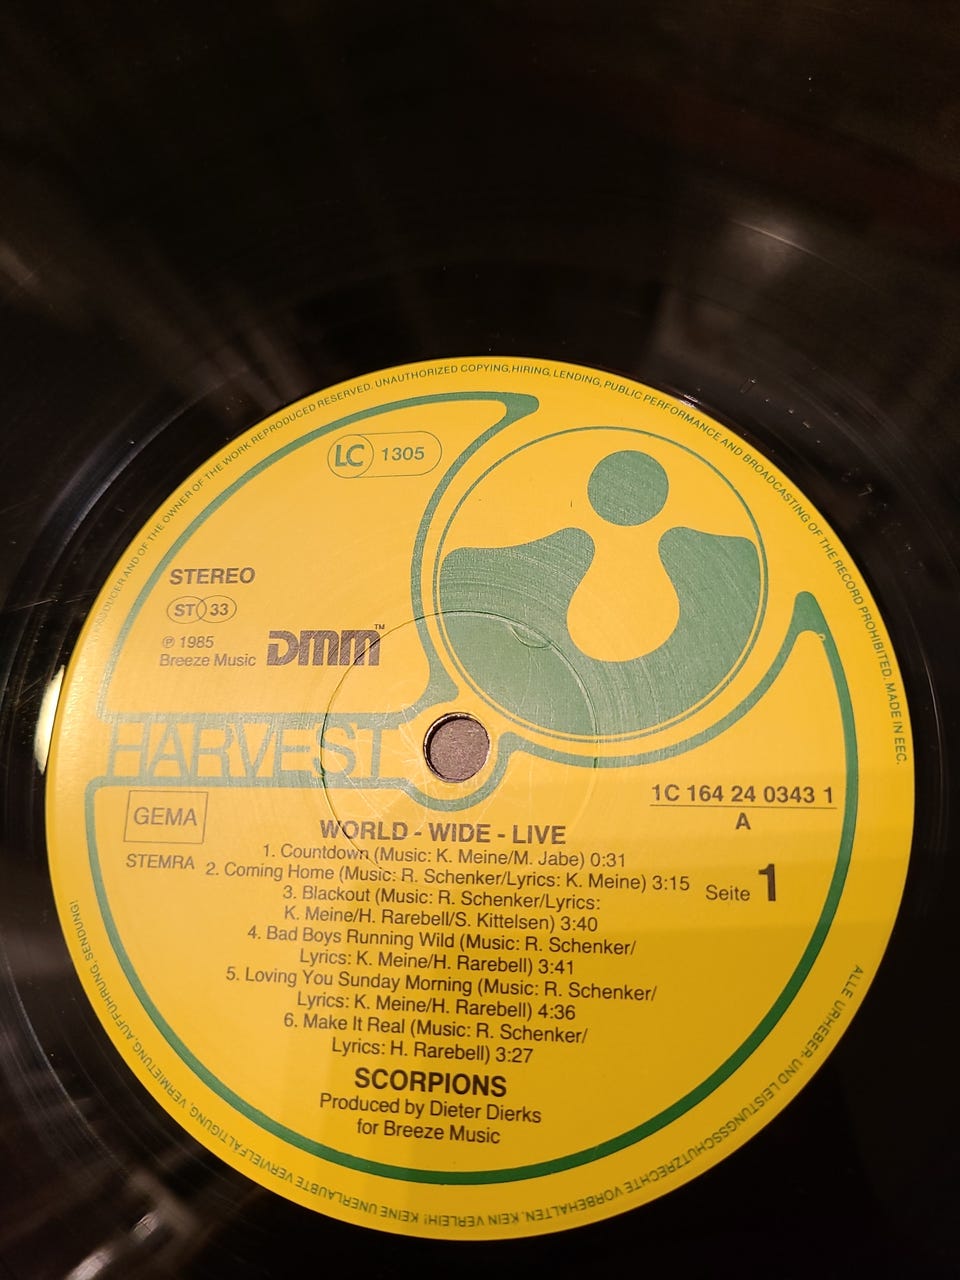 PRODUCER AND OF THE OWNER OF THE WORK REPRODUCED RESERVED. UNAUTHORIZED COPYING, HIRING, LENDING, PUBLIC PERFORMANCE AND BROADCASTING OF THE RECORD PROHIBITED. MADE IN EEC.
LC 1305
STEREO
ST 33
℗ 1985
Breeze Music
DMM™
HARVEST
GEMA
STEMRA
1C 164 24 0343 1
A
Seite 1
WORLD - WIDE - LIVE
1. Countdown (Music: K. Meine/M. Jabe) 0:31
2. Coming Home (Music: R. Schenker/Lyrics: K. Meine) 3:15
3. Blackout (Music: R. Schenker/Lyrics:
K. Meine/H. Rarebell/S. Kittelsen) 3:40
4. Bad Boys Running Wild (Music: R. Schenker/
Lyrics: K. Meine/H. Rarebell) 3:41
5. Loving You Sunday Morning (Music: R. Schenker/
Lyrics: K. Meine/H. Rarebell) 4:36
6. Make It Real (Music: R. Schenker/
Lyrics: H. Rarebell) 3:27
SCORPIONS
Produced by Dieter Dierks
for Breeze Music
ALLE URHEBER- UND LEISTUNGSSCHUTZRECHTE VORBEHALTEN. KEIN VERLEIH! KEINE UNERLAUBTE VERVIELFÄLTIGUNG, VERMIETUNG, AUFFÜHRUNG, SENDUNG!